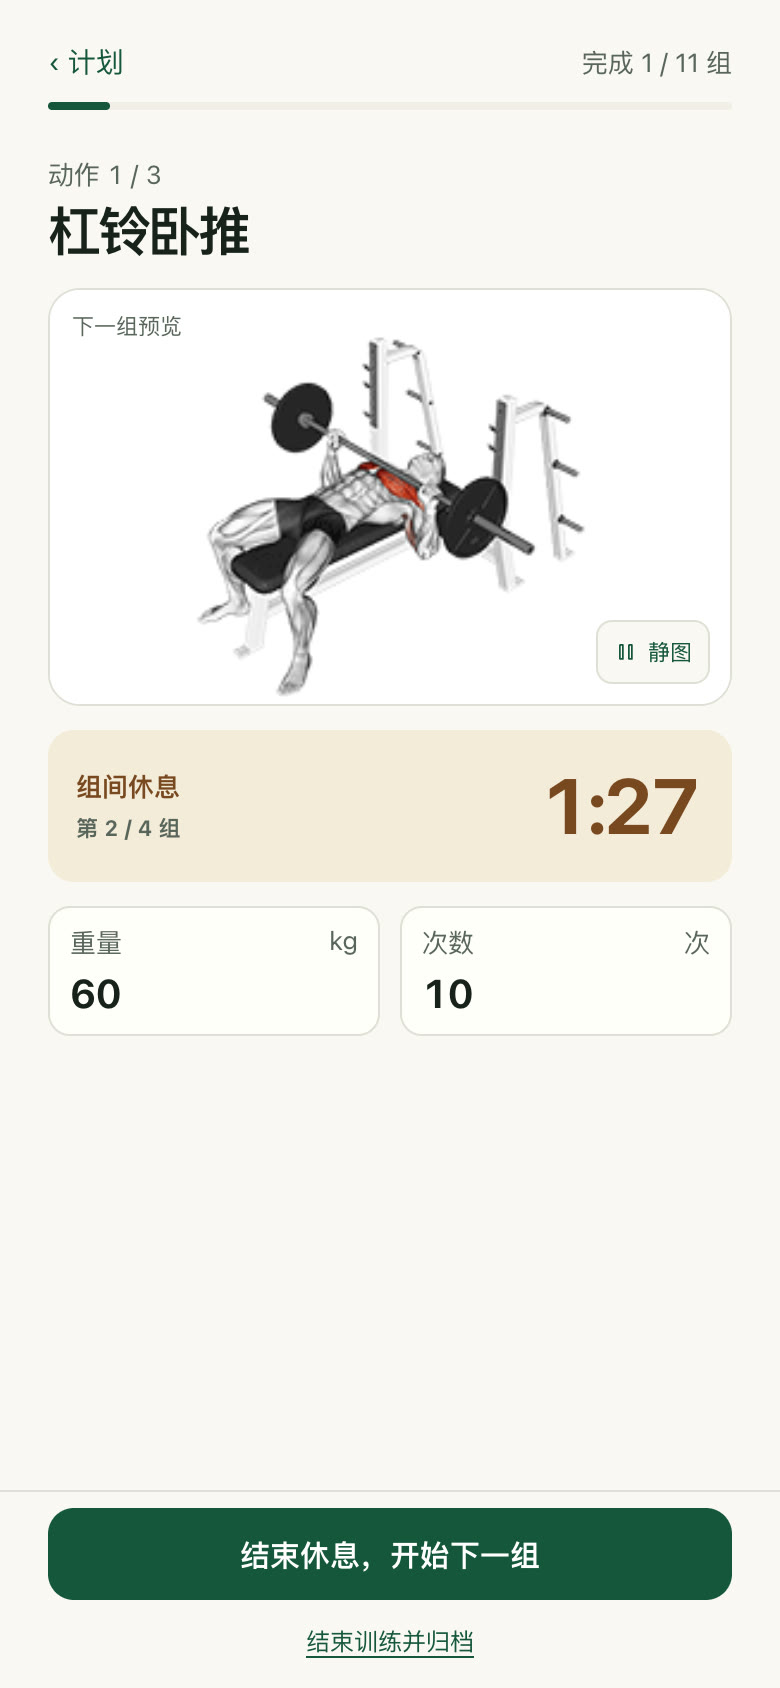 ‹ 计划
完成 1 / 11 组
动作 1 / 3
杠铃卧推
下一组预览
静图
组间休息
1:27
第 2 / 4 组
重量 kg
60
次数 次
10
结束休息，开始下一组
结束训练并归档